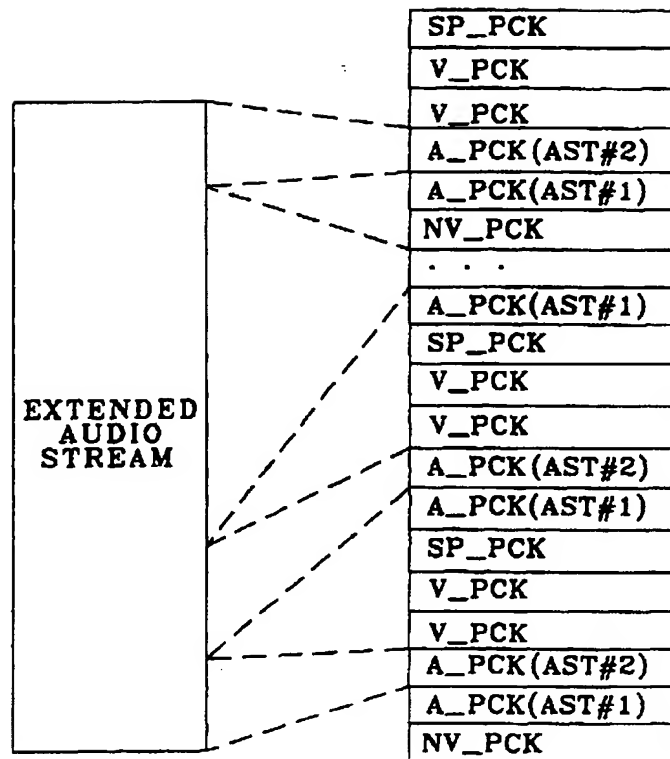 SP_PCK
V_PCK
V_PCK
A_PCK(AST#2)
A_PCK(AST#1)
NV_PCK
. . .
A_PCK(AST#1)
SP_PCK
V_PCK
V_PCK
A_PCK(AST#2)
A_PCK(AST#1)
SP_PCK
V_PCK
V_PCK
A_PCK(AST#2)
A_PCK(AST#1)
NV_PCK
EXTENDED
AUDIO
STREAM